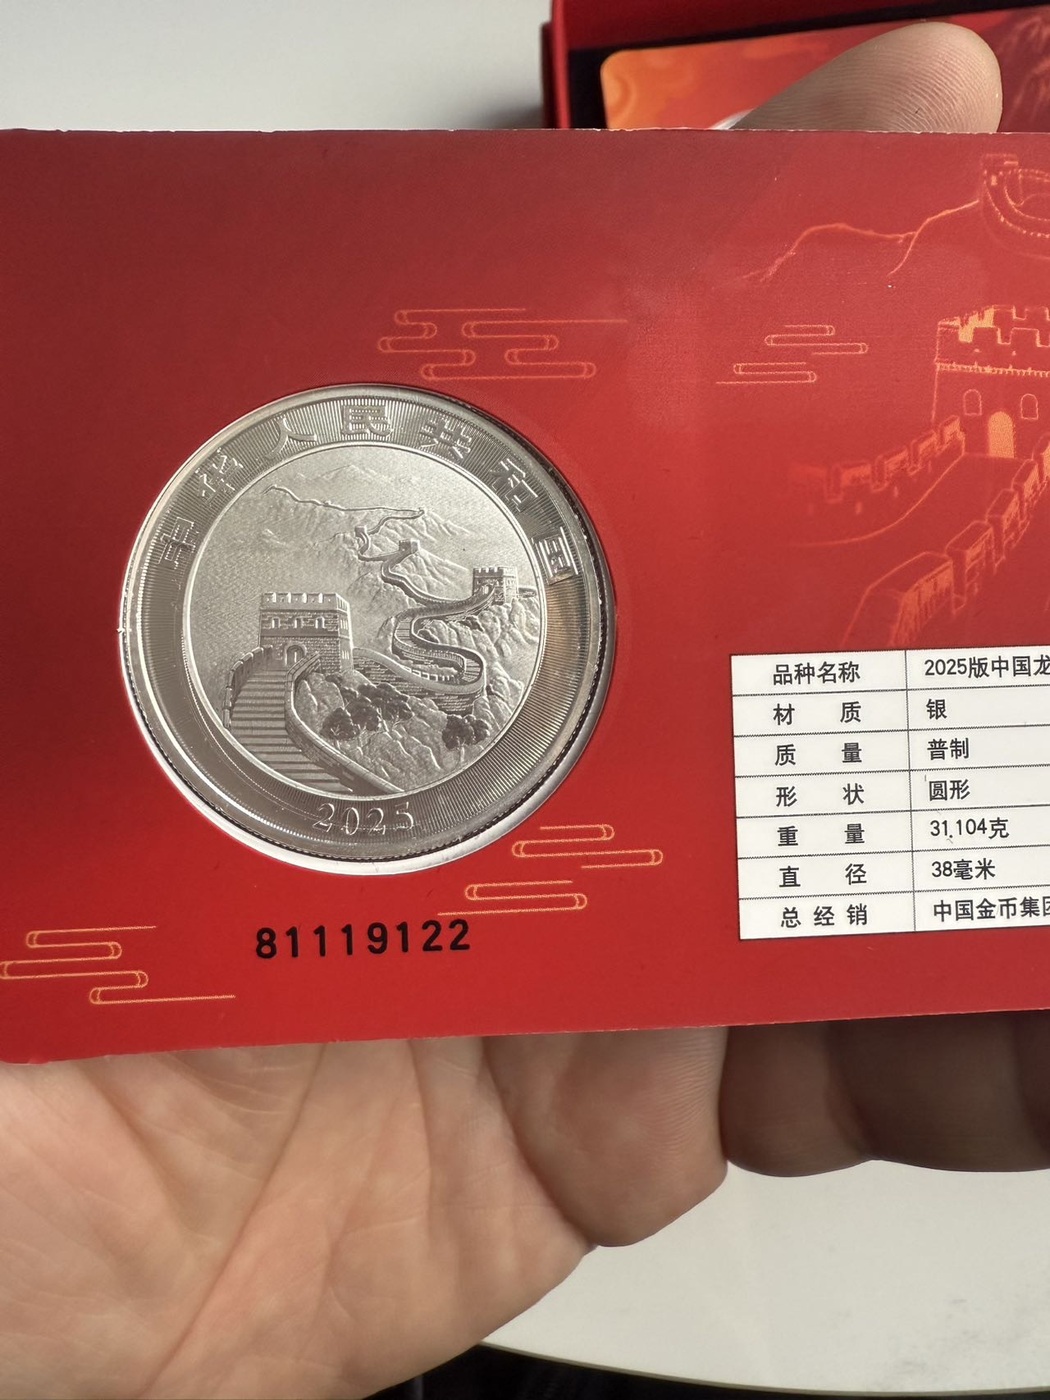 中华人民共和国
2025
81119122
品种名称 2025版中国龙
材质 银
质量 普制
形状 圆形
重量 31.104克
直径 38毫米
总经销 中国金币集团